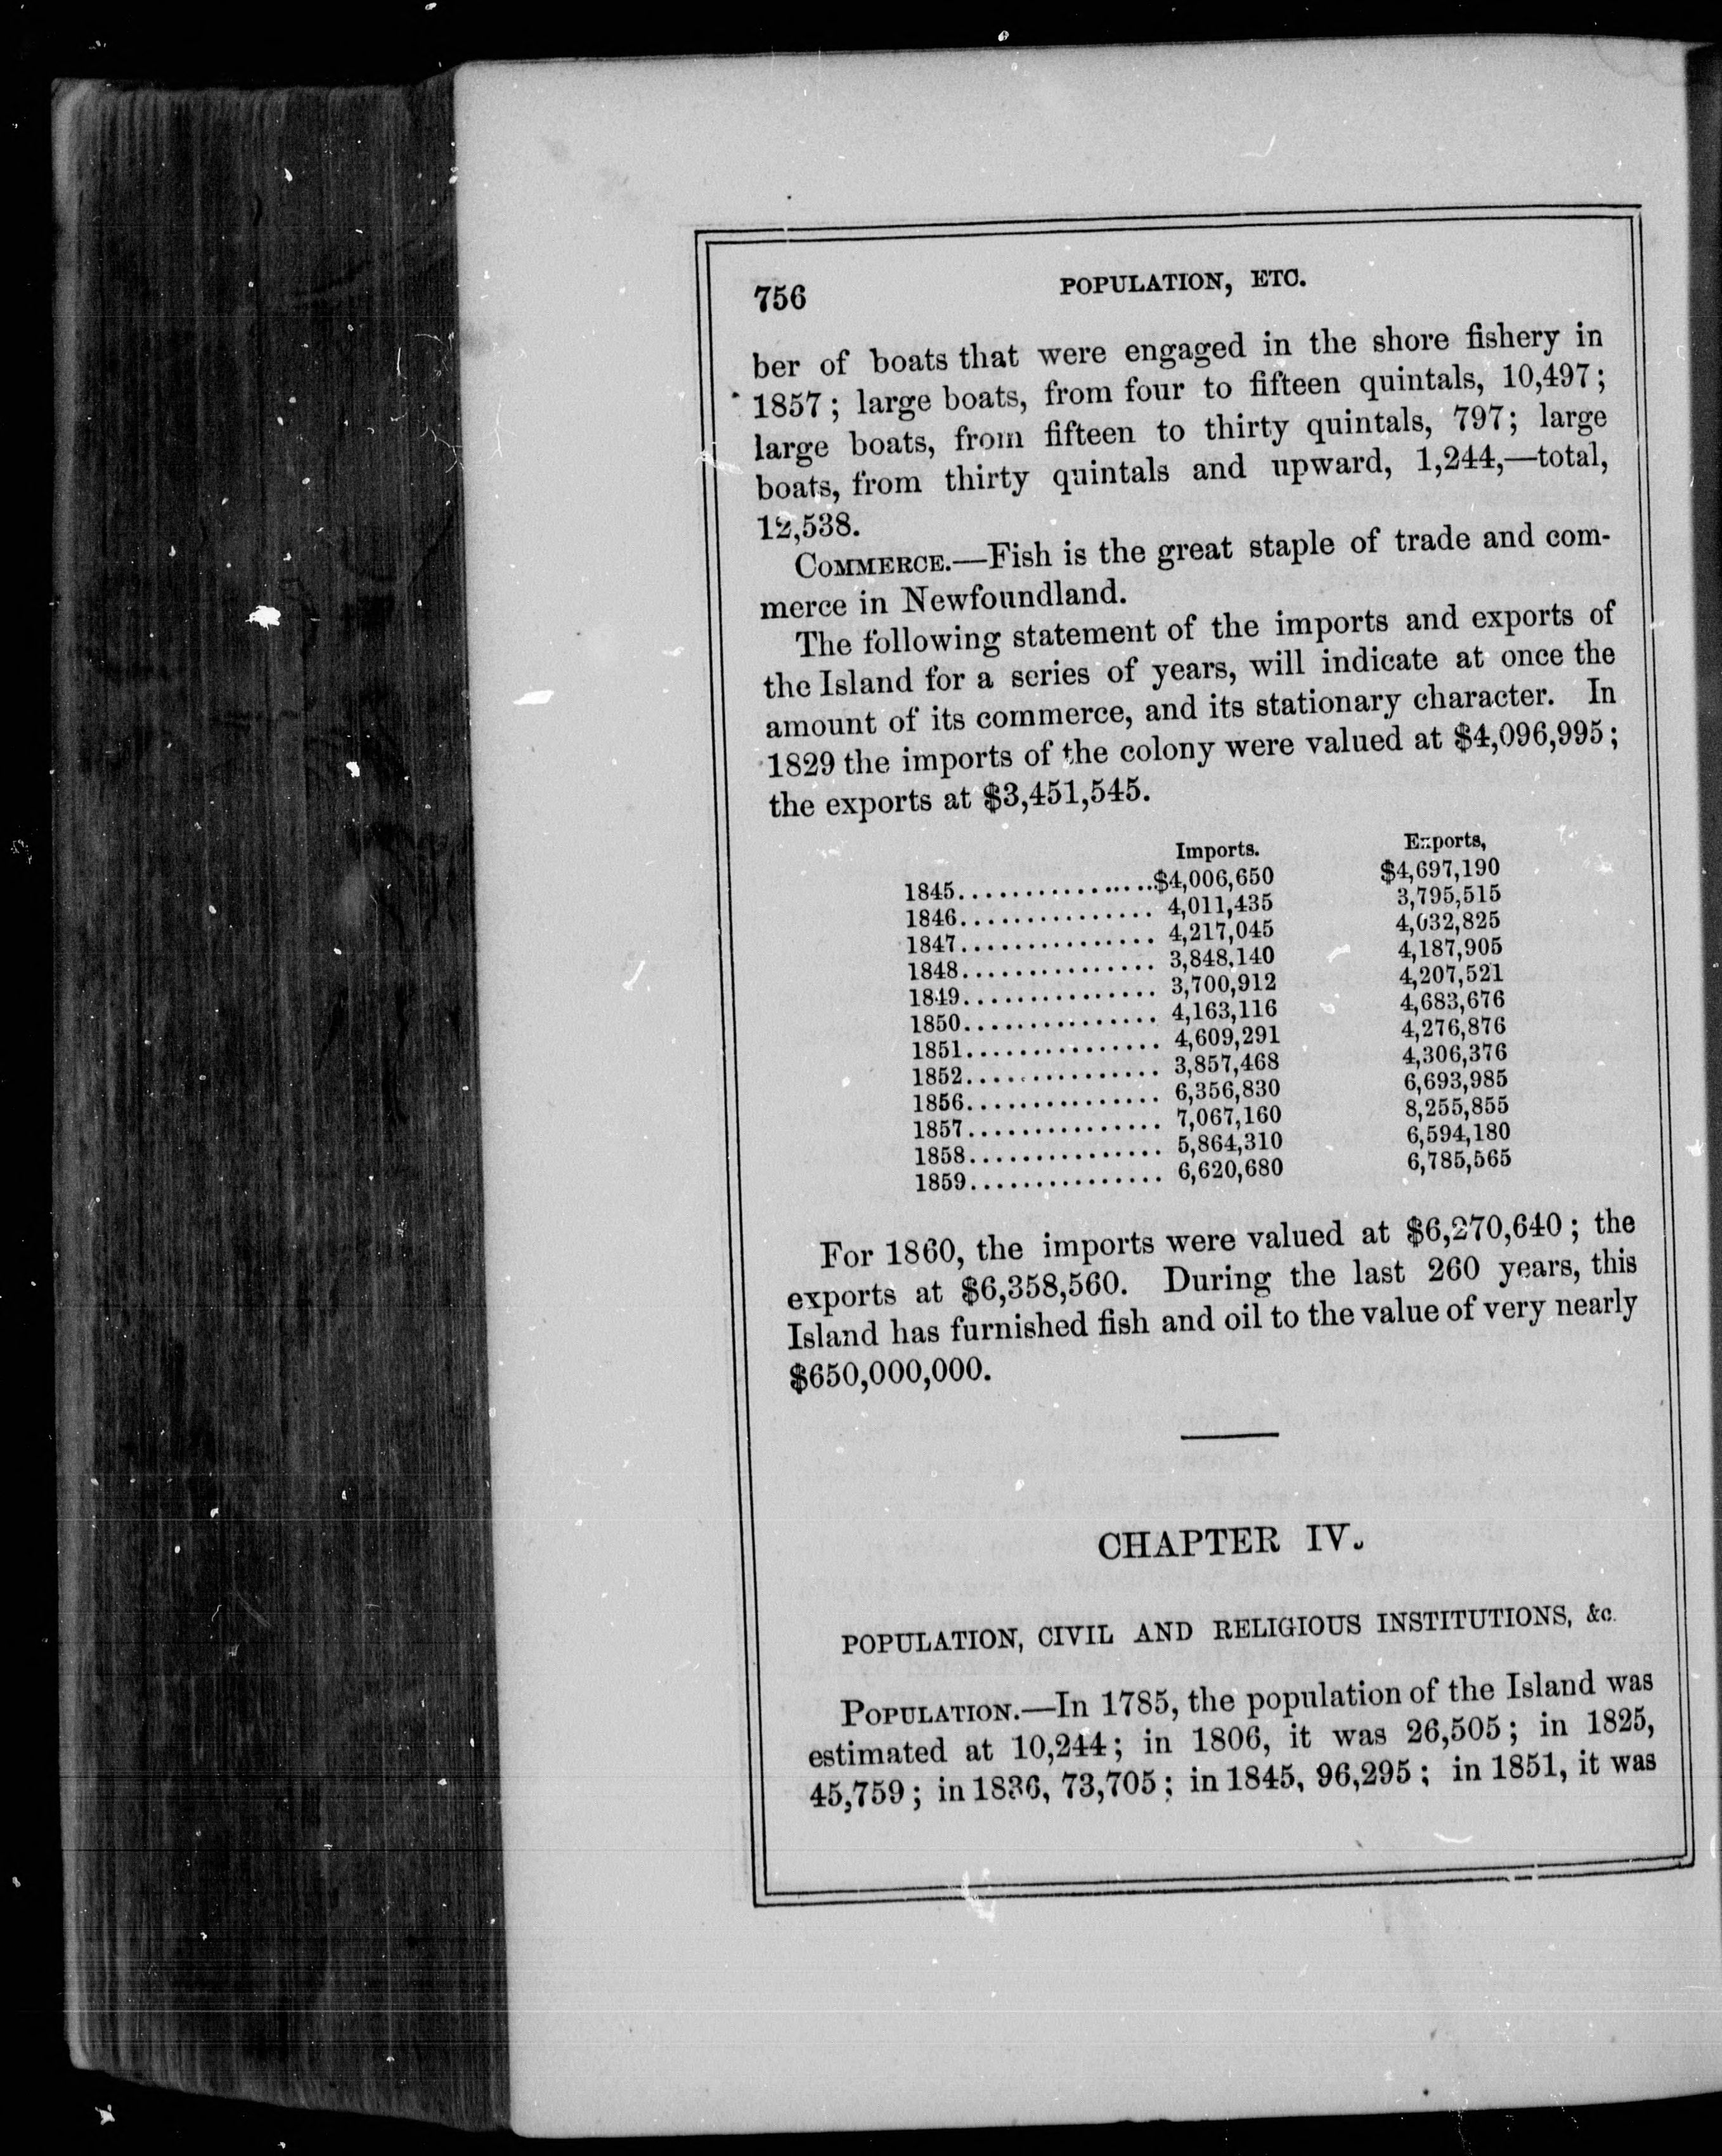 756 POPULATION, ETC.
ber of boats that were engaged in the shore fishery in
1857; large boats, from four to fifteen quintals, 10,497;
large boats, from fifteen to thirty quintals, 797; large
boats, from thirty quintals and upward, 1,244,—total,
12,538.
COMMERCE.—Fish is the great staple of trade and com-
merce in Newfoundland.
The following statement of the imports and exports of
the Island for a series of years, will indicate at once the
amount of its commerce, and its stationary character. In
1829 the imports of the colony were valued at $4,096,995;
the exports at $3,451,545.
Imports. Exports,
1845..................$4,006,650 $4,697,190
1846............... 4,011,435 3,795,515
1847............... 4,217,045 4,032,825
1848............... 3,848,140 4,187,905
1849............... 3,700,912 4,207,521
1850............... 4,163,116 4,683,676
1851............... 4,609,291 4,276,876
1852............... 3,857,468 4,306,376
1856............... 6,356,830 6,693,985
1857............... 7,067,160 8,255,855
1858............... 5,864,310 6,594,180
1859............... 6,620,680 6,785,565
For 1860, the imports were valued at $6,270,640; the
exports at $6,358,560. During the last 260 years, this
Island has furnished fish and oil to the value of very nearly
$650,000,000.
CHAPTER IV.
POPULATION, CIVIL AND RELIGIOUS INSTITUTIONS, &c.
POPULATION.—In 1785, the population of the Island was
estimated at 10,244; in 1806, it was 26,505; in 1825,
45,759; in 1836, 73,705; in 1845, 96,295; in 1851, it was